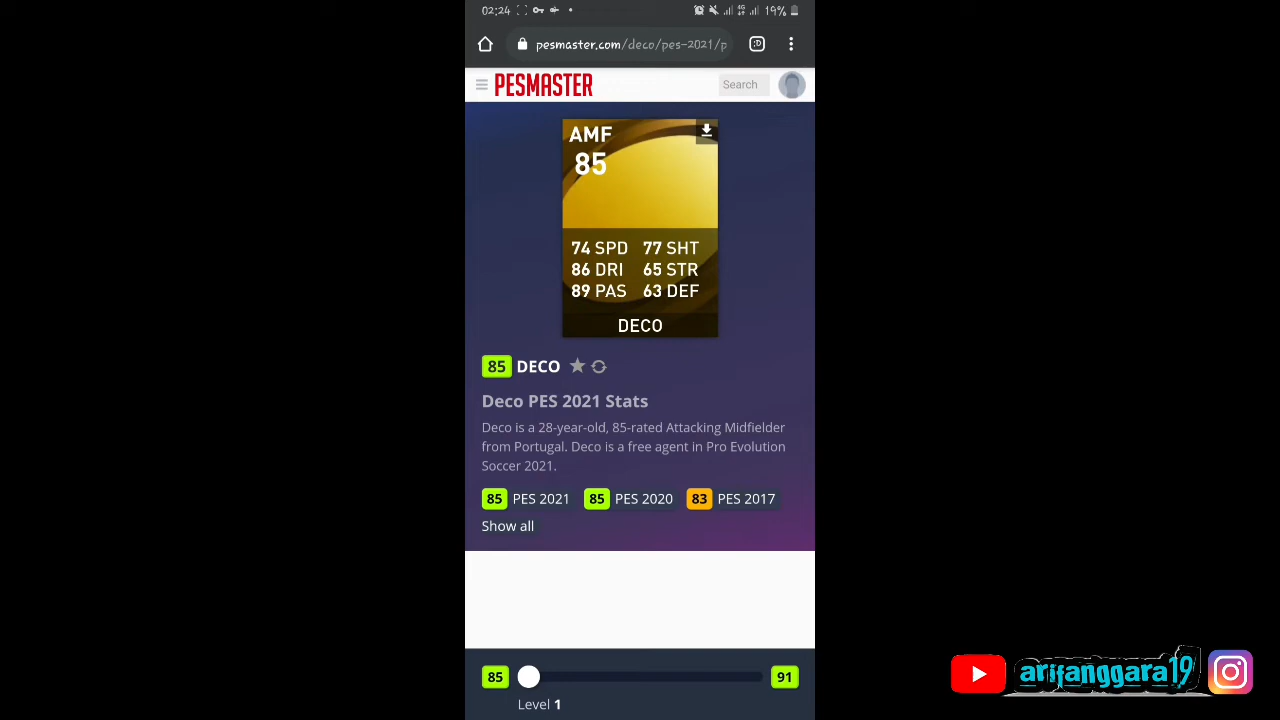 02:24 19%
pesmaster.com/deco/pes-2021/p :D
PESMASTER Search
AMF
85
74 SPD 77 SHT
86 DRI 65 STR
89 PAS 63 DEF
DECO
85 DECO
Deco PES 2021 Stats
Deco is a 28-year-old, 85-rated Attacking Midfielder
from Portugal. Deco is a free agent in Pro Evolution
Soccer 2021.
85 PES 2021 85 PES 2020 83 PES 2017
Show all
85 91
Level 1
arifanggara19